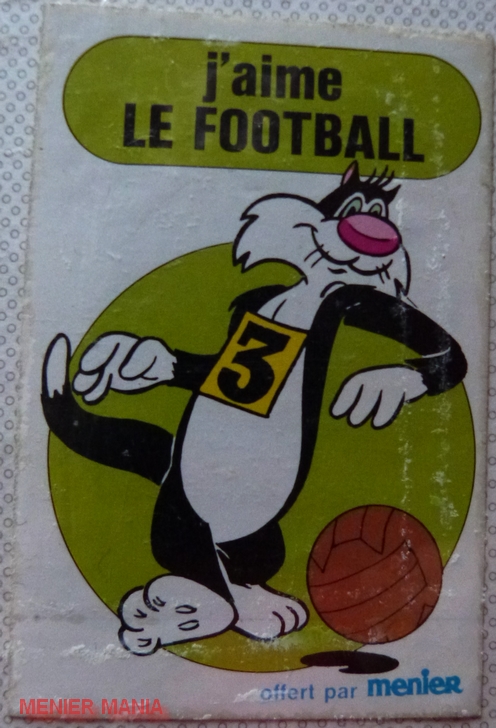 j'aime
LE FOOTBALL
3
offert par menier
MENIER MANIA